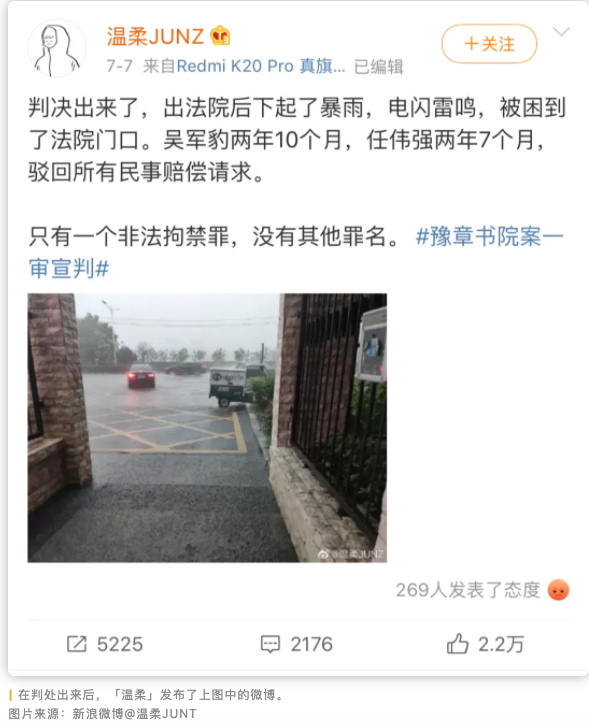 温柔JUNZ
＋关注
7-7 来自Redmi K20 Pro 真旗... 已编辑
判决出来了，出法院后下起了暴雨，电闪雷鸣，被困到
了法院门口。吴军豹两年10个月，任伟强两年7个月，
驳回所有民事赔偿请求。
只有一个非法拘禁罪，没有其他罪名。 #豫章书院案一
审宣判#
@温柔JUNZ
269人发表了态度
5225
2176
2.2万
在判处出来后，「温柔」发布了上图中的微博。
图片来源：新浪微博@温柔JUNT